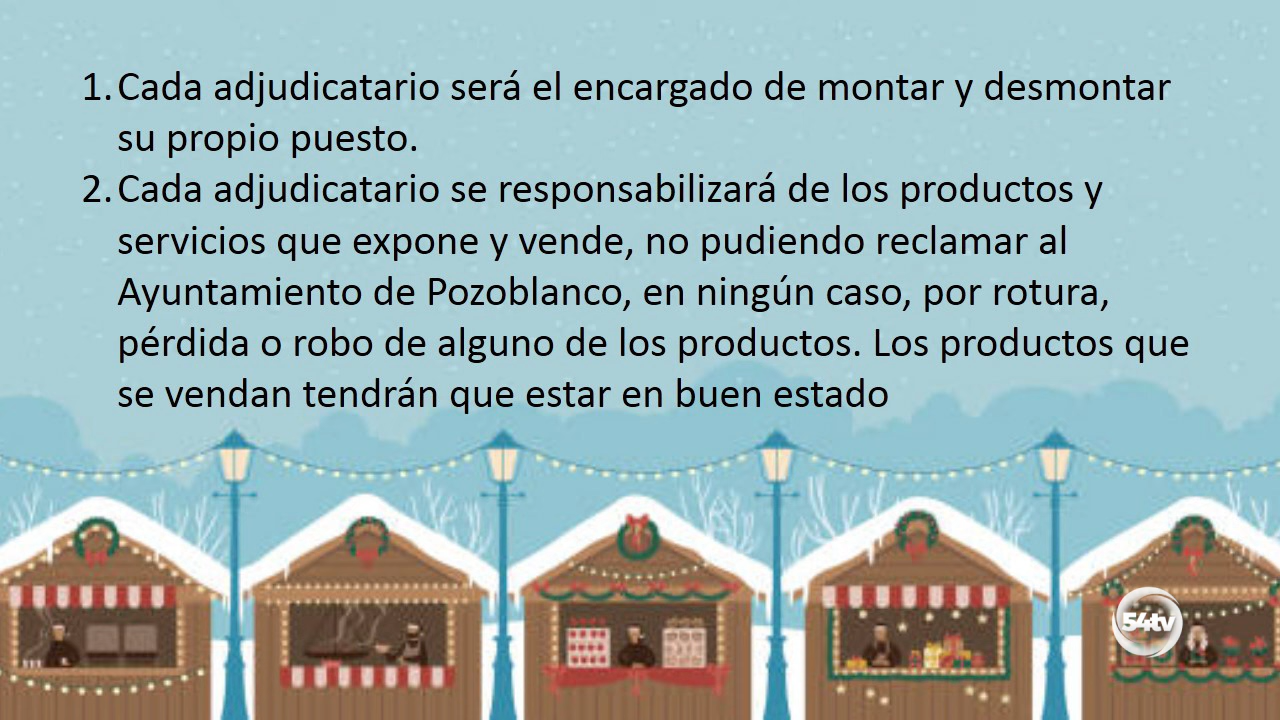 1. Cada adjudicatario será el encargado de montar y desmontar
su propio puesto.
2. Cada adjudicatario se responsabilizará de los productos y
servicios que expone y vende, no pudiendo reclamar al
Ayuntamiento de Pozoblanco, en ningún caso, por rotura,
pérdida o robo de alguno de los productos. Los productos que
se vendan tendrán que estar en buen estado
54tv